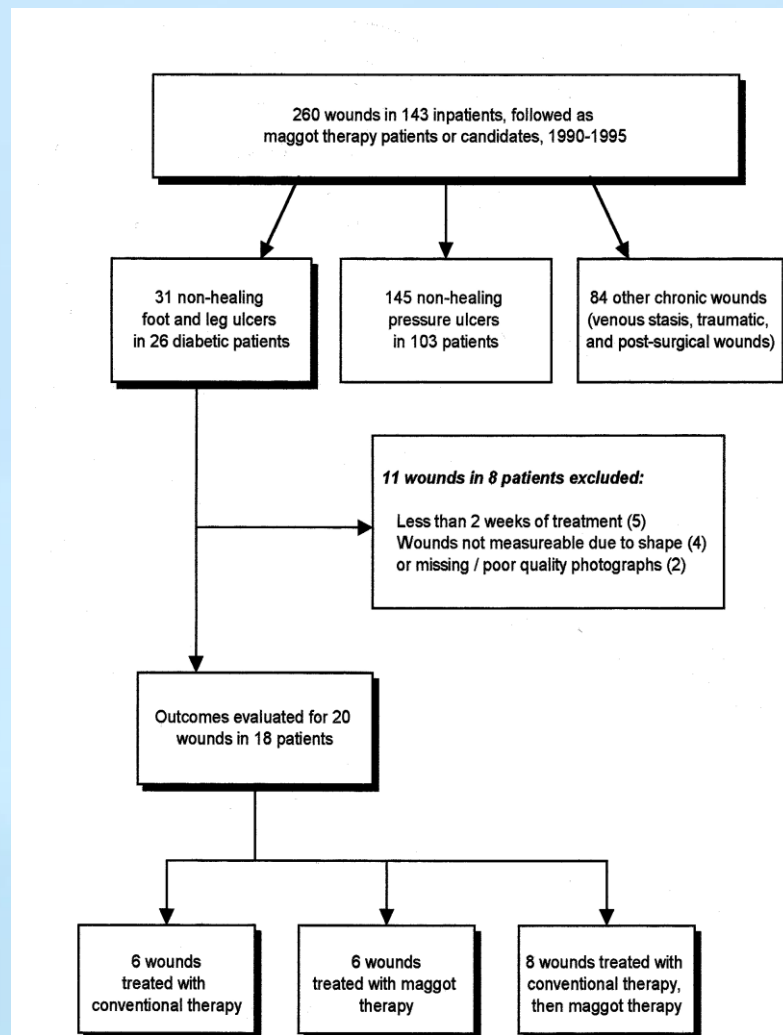 260 wounds in 143 inpatients, followed as
maggot therapy patients or candidates, 1990-1995
31 non-healing
foot and leg ulcers
in 26 diabetic patients
145 non-healing
pressure ulcers
in 103 patients
84 other chronic wounds
(venous stasis, traumatic,
and post-surgical wounds)
11 wounds in 8 patients excluded:
Less than 2 weeks of treatment (5)
Wounds not measureable due to shape (4)
or missing / poor quality photographs (2)
Outcomes evaluated for 20
wounds in 18 patients
6 wounds
treated with
conventional therapy
6 wounds
treated with maggot
therapy
8 wounds treated with
conventional therapy,
then maggot therapy